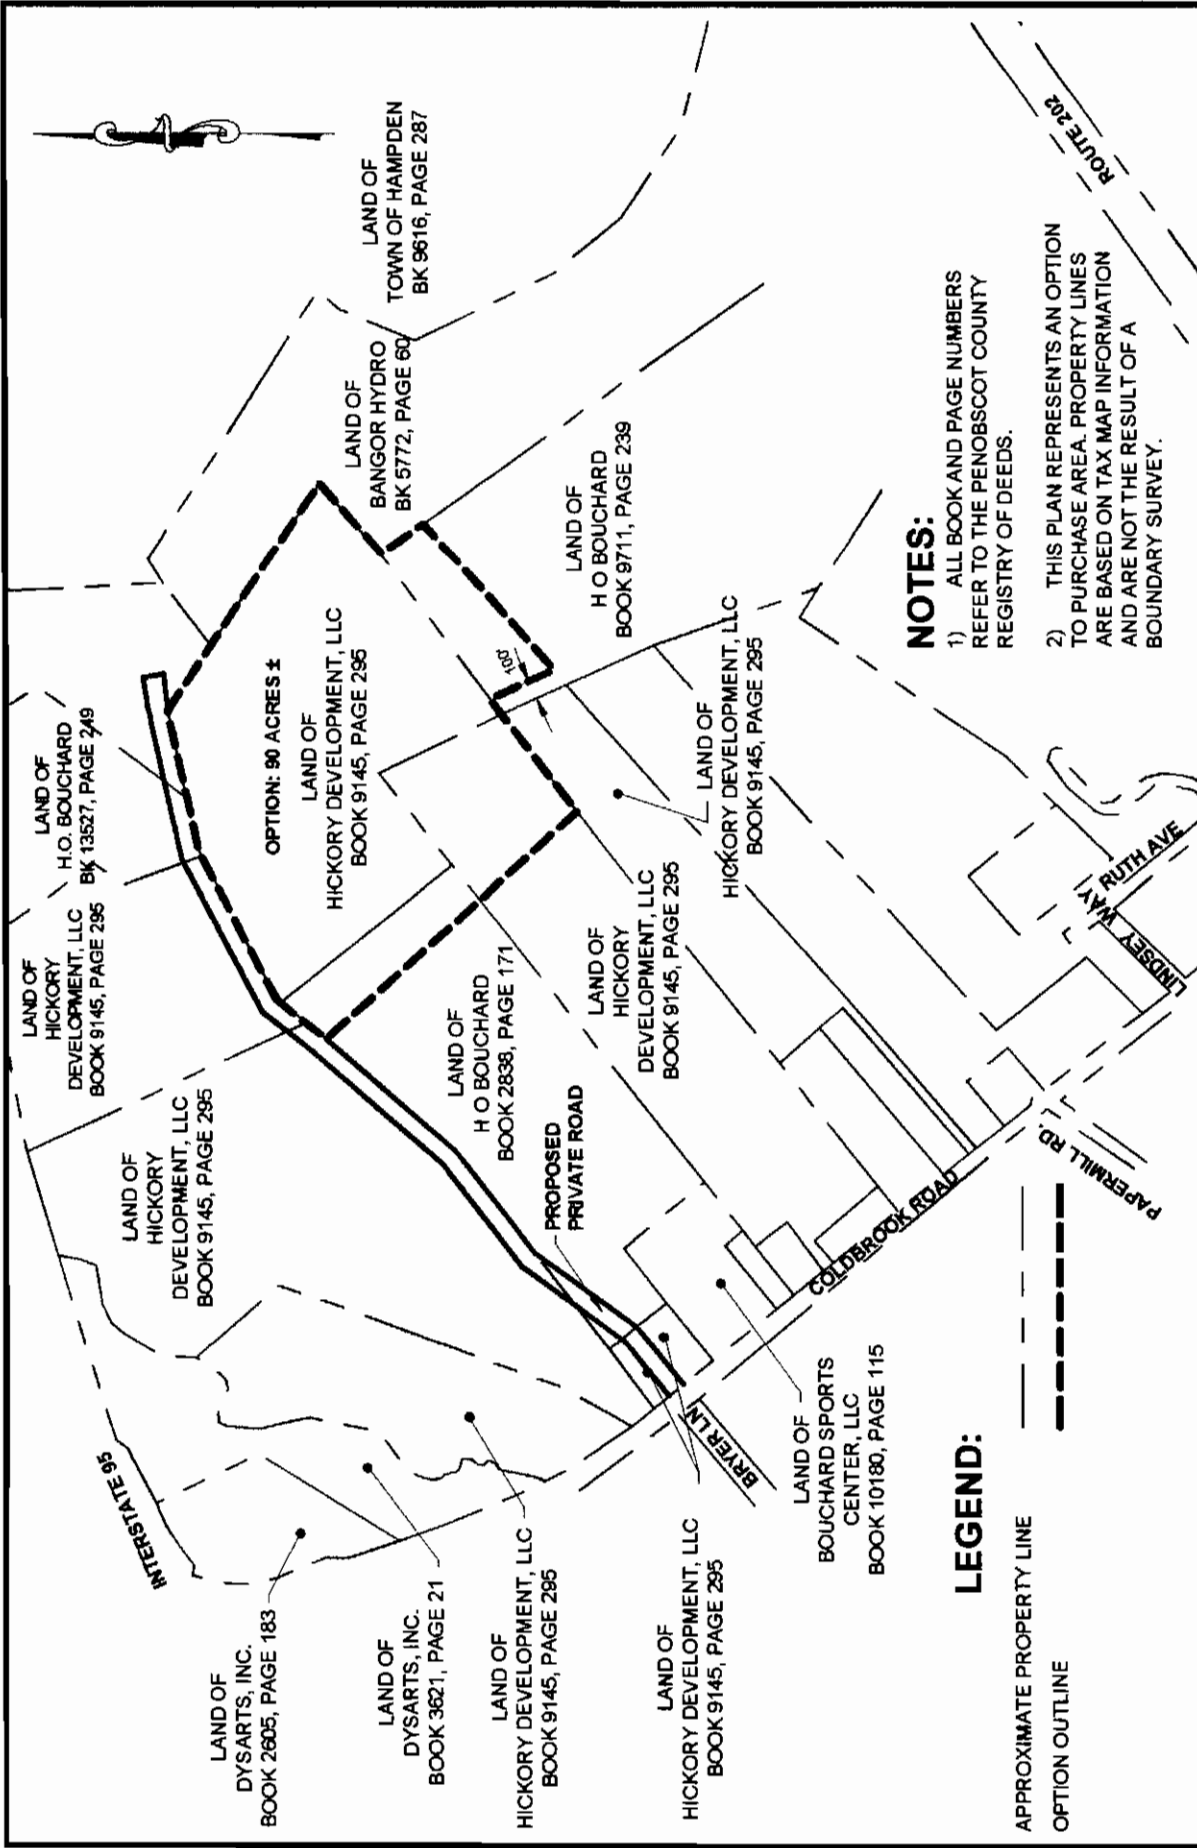 LAND OF
HICKORY
DEVELOPMENT, LLC
BOOK 9145, PAGE 295
LAND OF
H.O. BOUCHARD
BK 13527, PAGE 249
LAND OF
TOWN OF HAMPDEN
BK 9616, PAGE 287
LAND OF
BANGOR HYDRO
BK 5772, PAGE 60
OPTION: 90 ACRES ±
LAND OF
HICKORY DEVELOPMENT, LLC
BOOK 9145, PAGE 295
LAND OF
H O BOUCHARD
BOOK 9711, PAGE 239
100'
LAND OF
HICKORY DEVELOPMENT, LLC
BOOK 9145, PAGE 295
LAND OF
HICKORY
DEVELOPMENT, LLC
BOOK 9145, PAGE 295
LAND OF
H O BOUCHARD
BOOK 2838, PAGE 171
LAND OF
HICKORY
DEVELOPMENT, LLC
BOOK 9145, PAGE 295
PROPOSED
PRIVATE ROAD
INTERSTATE 95
LAND OF
DYSARTS, INC.
BOOK 2605, PAGE 183
LAND OF
DYSARTS, INC.
BOOK 3621, PAGE 21
LAND OF
HICKORY DEVELOPMENT, LLC
BOOK 9145, PAGE 295
LAND OF
HICKORY DEVELOPMENT, LLC
BOOK 9145, PAGE 295
BRYER LN
LAND OF
BOUCHARD SPORTS
CENTER, LLC
BOOK 10180, PAGE 115
COLDBROOK ROAD
PAPERMILL RD.
LINDSEY WAY
RUTH AVE
ROUTE 202
NOTES:
1) ALL BOOK AND PAGE NUMBERS
REFER TO THE PENOBSCOT COUNTY
REGISTRY OF DEEDS.
2) THIS PLAN REPRESENTS AN OPTION
TO PURCHASE AREA. PROPERTY LINES
ARE BASED ON TAX MAP INFORMATION
AND ARE NOT THE RESULT OF A
BOUNDARY SURVEY.
LEGEND:
APPROXIMATE PROPERTY LINE
OPTION OUTLINE